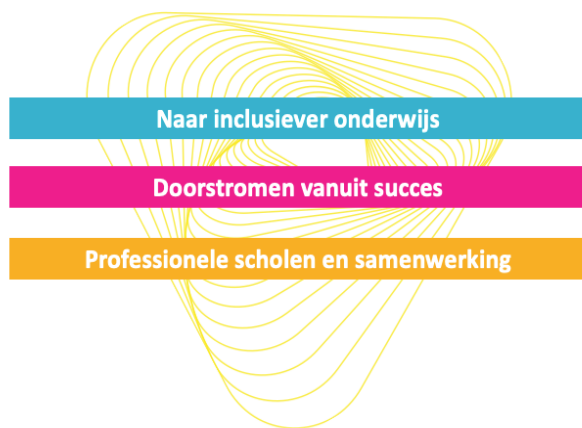 Naar inclusiever onderwijs
Doorstromen vanuit succes
Professionele scholen en samenwerking